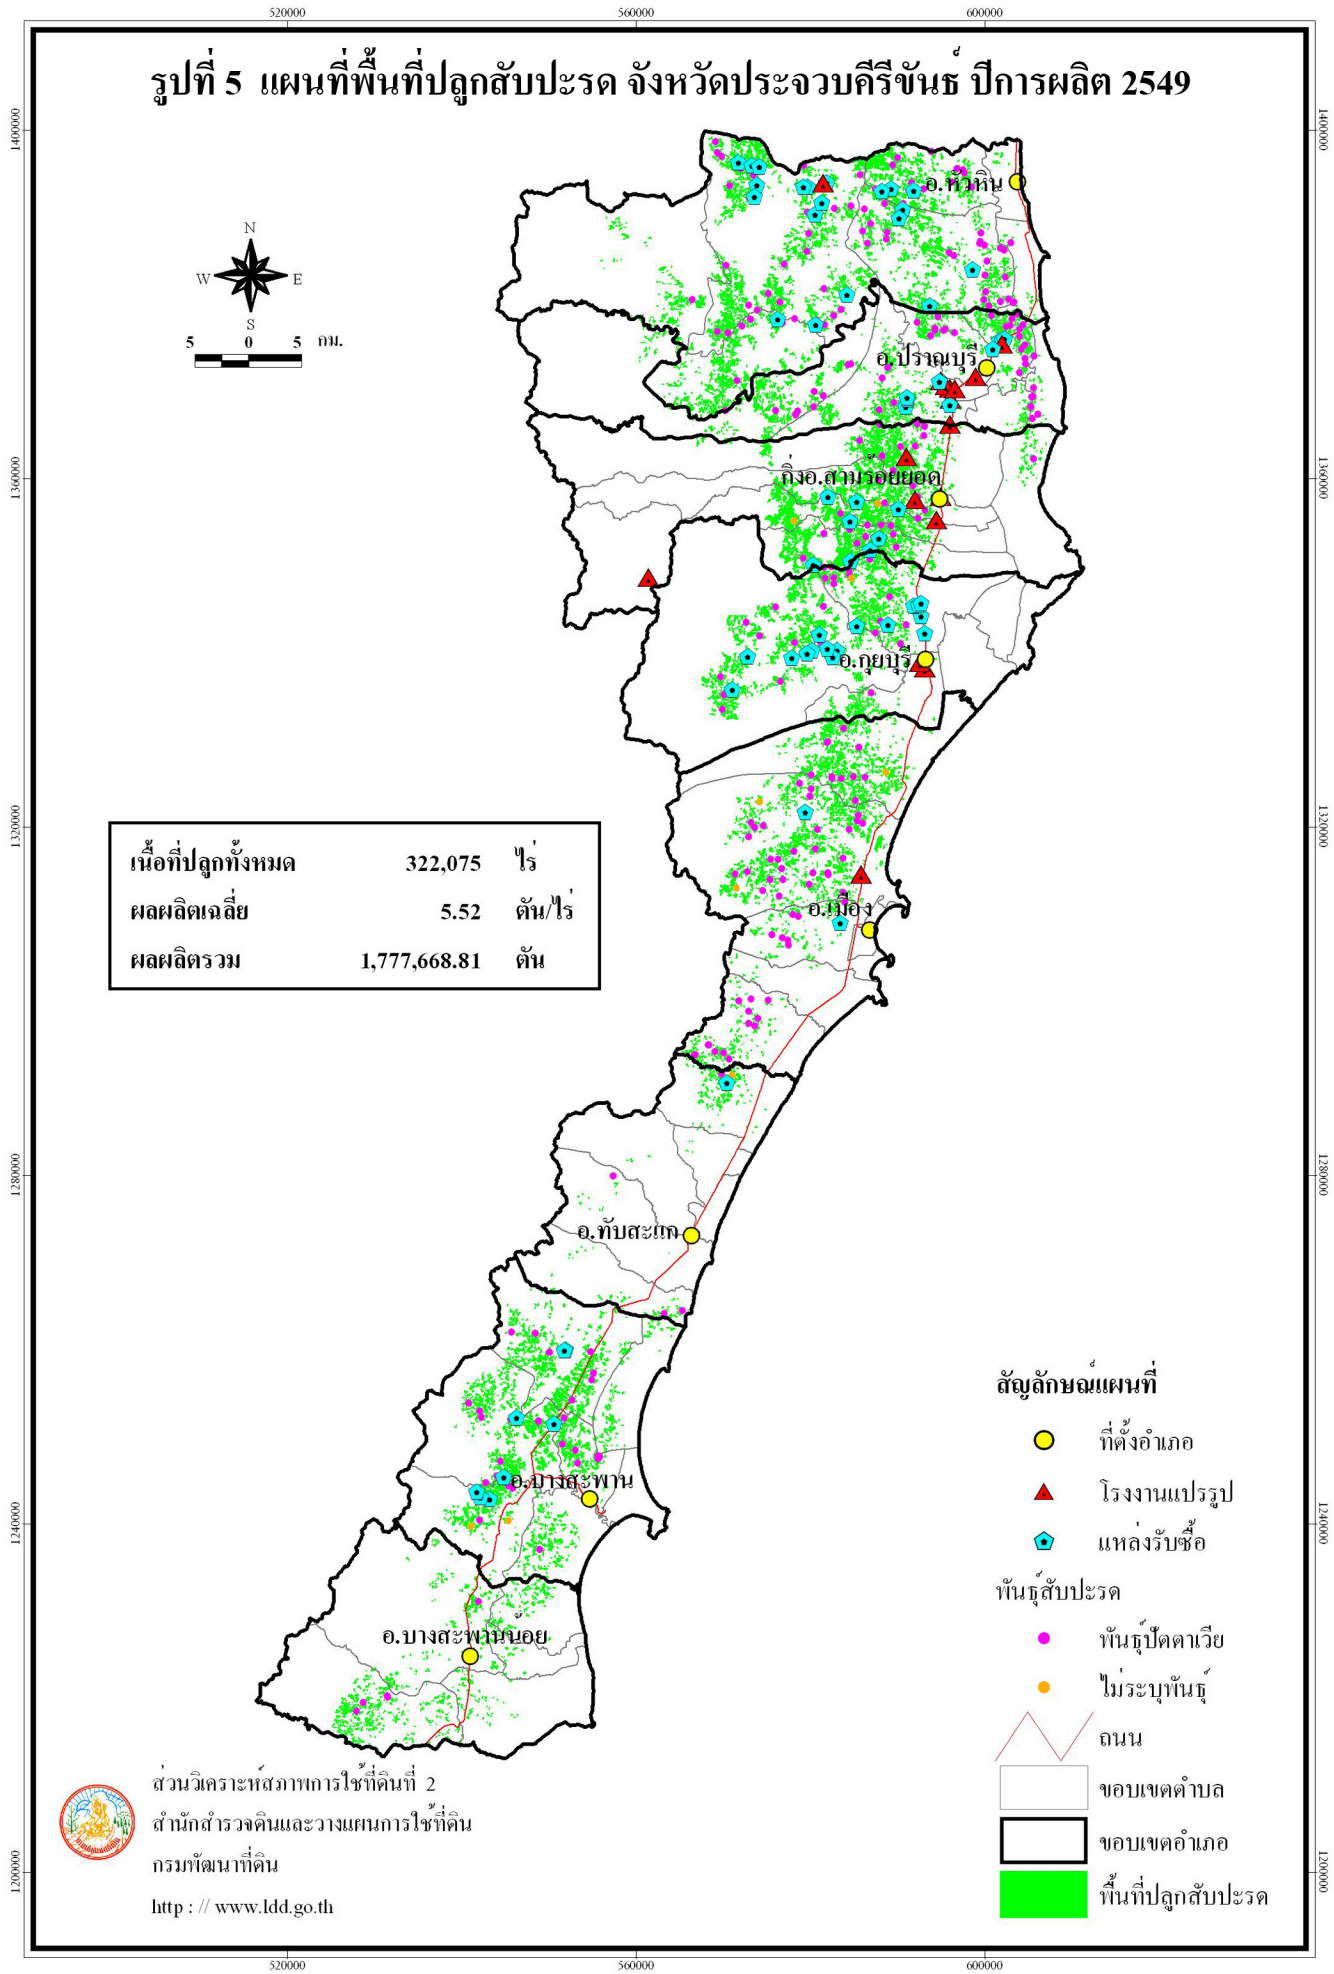 520000 560000 600000
รูปที่ 5 แผนที่พื้นที่ปลูกสับปะรด จังหวัดประจวบคีรีขันธ์ ปีการผลิต 2549
1400000 1400000
อ.หัวหิน
N
W E
S
5 0 5 กม.
อ.ปราณบุรี
1360000 1360000
กิ่งอ.สามร้อยยอด
อ.กุยบุรี
1320000 1320000
เนื้อที่ปลูกทั้งหมด 322,075 ไร่
ผลผลิตเฉลี่ย 5.52 ตัน/ไร่
ผลผลิตรวม 1,777,668.81 ตัน
อ.เมือง
1280000 1280000
อ.ทับสะแก
สัญลักษณ์แผนที่
ที่ตั้งอำเภอ
อ.บางสะพาน
โรงงานแปรรูป
1240000 1240000
แหล่งรับซื้อ
พันธุ์สับปะรด
อ.บางสะพานน้อย
พันธุ์ปัตตาเวีย
ไม่ระบุพันธุ์
ถนน
ขอบเขตตำบล
ขอบเขตอำเภอ
พื้นที่ปลูกสับปะรด
ส่วนวิเคราะห์สภาพการใช้ที่ดินที่ 2
สำนักสำรวจดินและวางแผนการใช้ที่ดิน
กรมพัฒนาที่ดิน
http : // www.ldd.go.th
1200000 1200000
520000 560000 600000